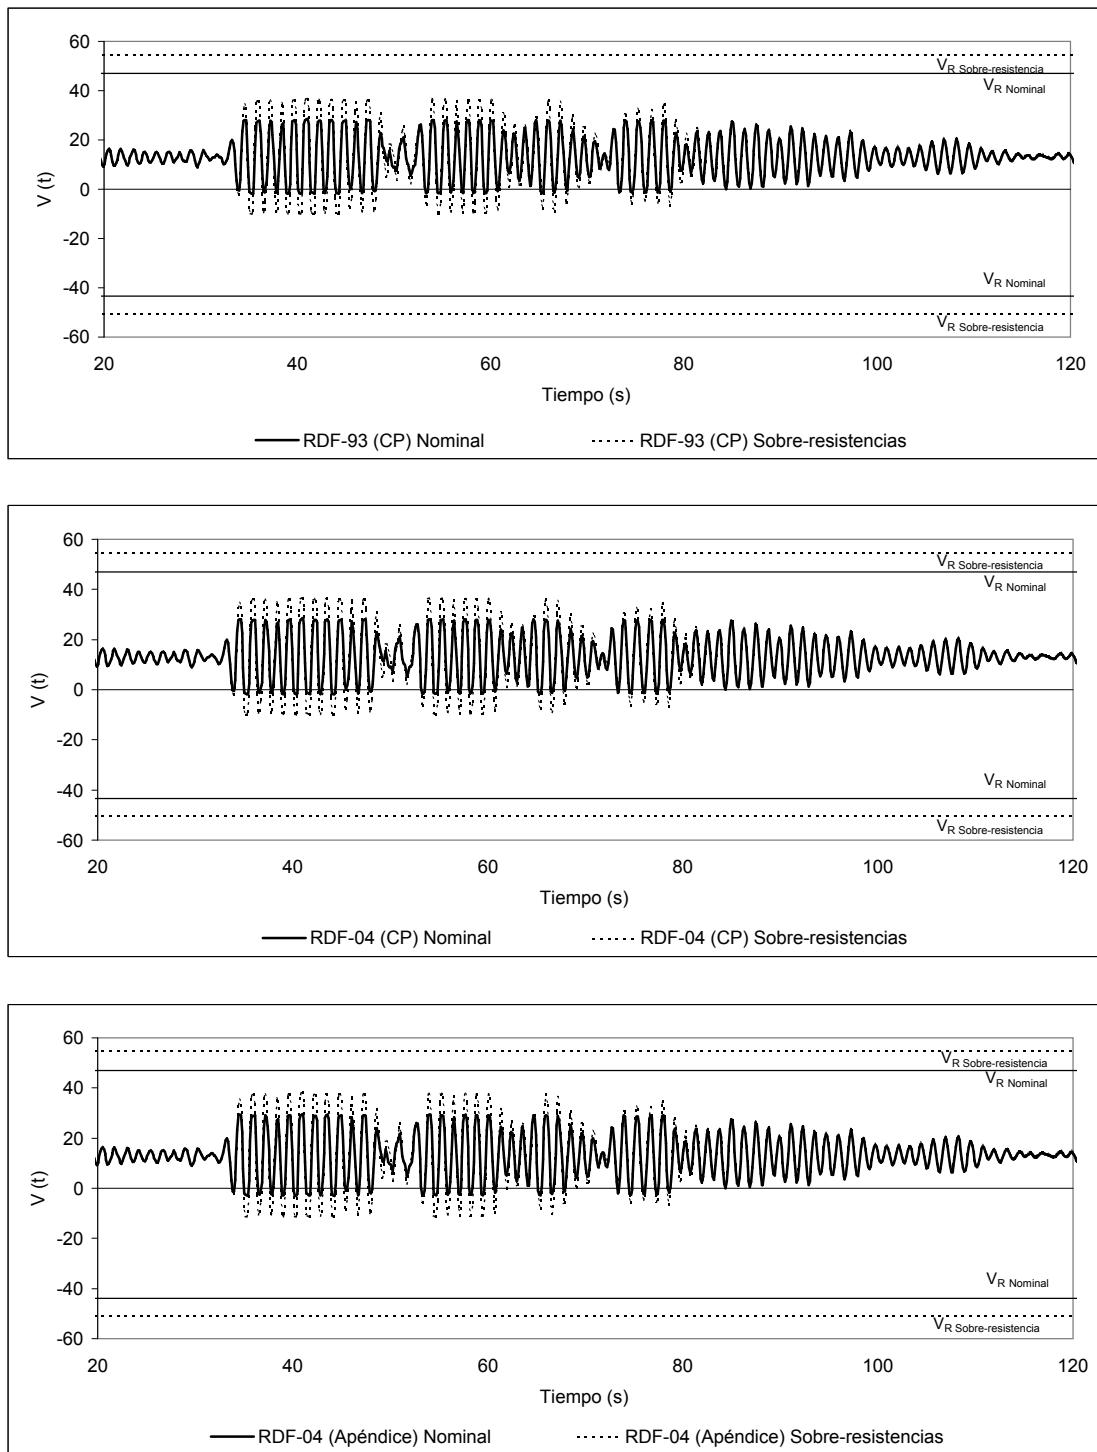 60
40
20
0
-20
-40
-60
V (t)
V_R Sobre-resistencia
V_R Nominal
V_R Nominal
V_R Sobre-resistencia
20 40 60 80 100 120
Tiempo (s)
RDF-93 (CP) Nominal RDF-93 (CP) Sobre-resistencias
60
40
20
0
-20
-40
-60
V (t)
V_R Sobre-resistencia
V_R Nominal
V_R Nominal
V_R Sobre-resistencia
20 40 60 80 100 120
Tiempo (s)
RDF-04 (CP) Nominal RDF-04 (CP) Sobre-resistencias
60
40
20
0
-20
-40
-60
V (t)
V_R Sobre-resistencia
V_R Nominal
V_R Nominal
V_R Sobre-resistencia
20 40 60 80 100 120
Tiempo (s)
RDF-04 (Apéndice) Nominal RDF-04 (Apéndice) Sobre-resistencias